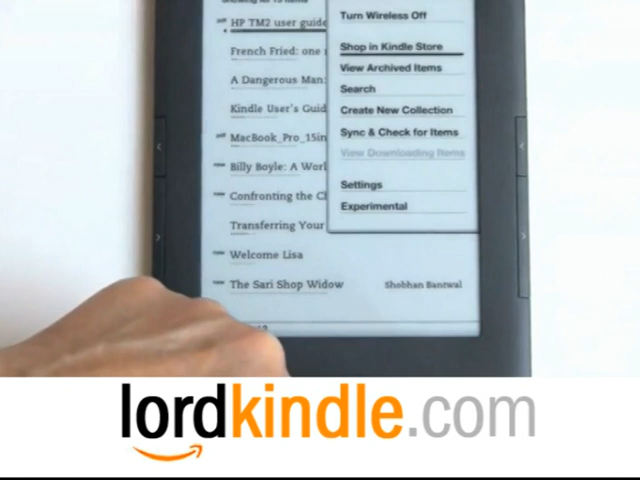 HP TM2 user guide
French Fried: one
A Dangerous Man:
Kindle User's Guid
MacBook_Pro_15in
Billy Boyle: A Worl
Confronting the
Transferring Your
Welcome Lisa
The Sari Shop Widow Shobhan Bantwal
Turn Wireless Off
Shop in Kindle Store
View Archived Items
Search
Create New Collection
Sync & Check for Items
View Downloading Items
Settings
Experimental
lordkindle.com